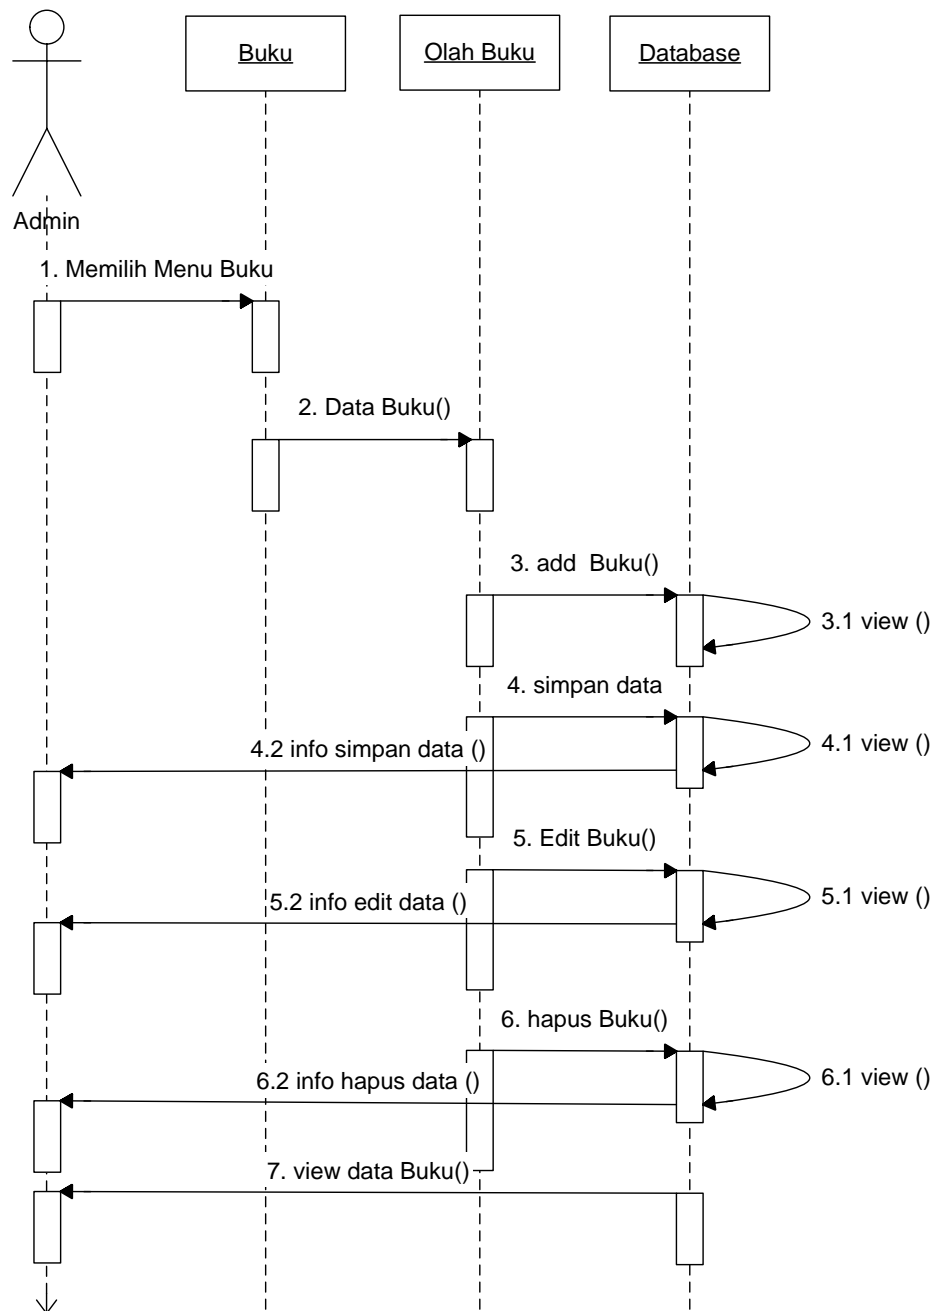 Buku
Olah Buku
Database
Admin
1. Memilih Menu Buku
2. Data Buku()
3. add  Buku()
3.1 view ()
4. simpan data
4.1 view ()
4.2 info simpan data ()
5. Edit Buku()
5.1 view ()
5.2 info edit data ()
6. hapus Buku()
6.1 view ()
6.2 info hapus data ()
7. view data Buku()